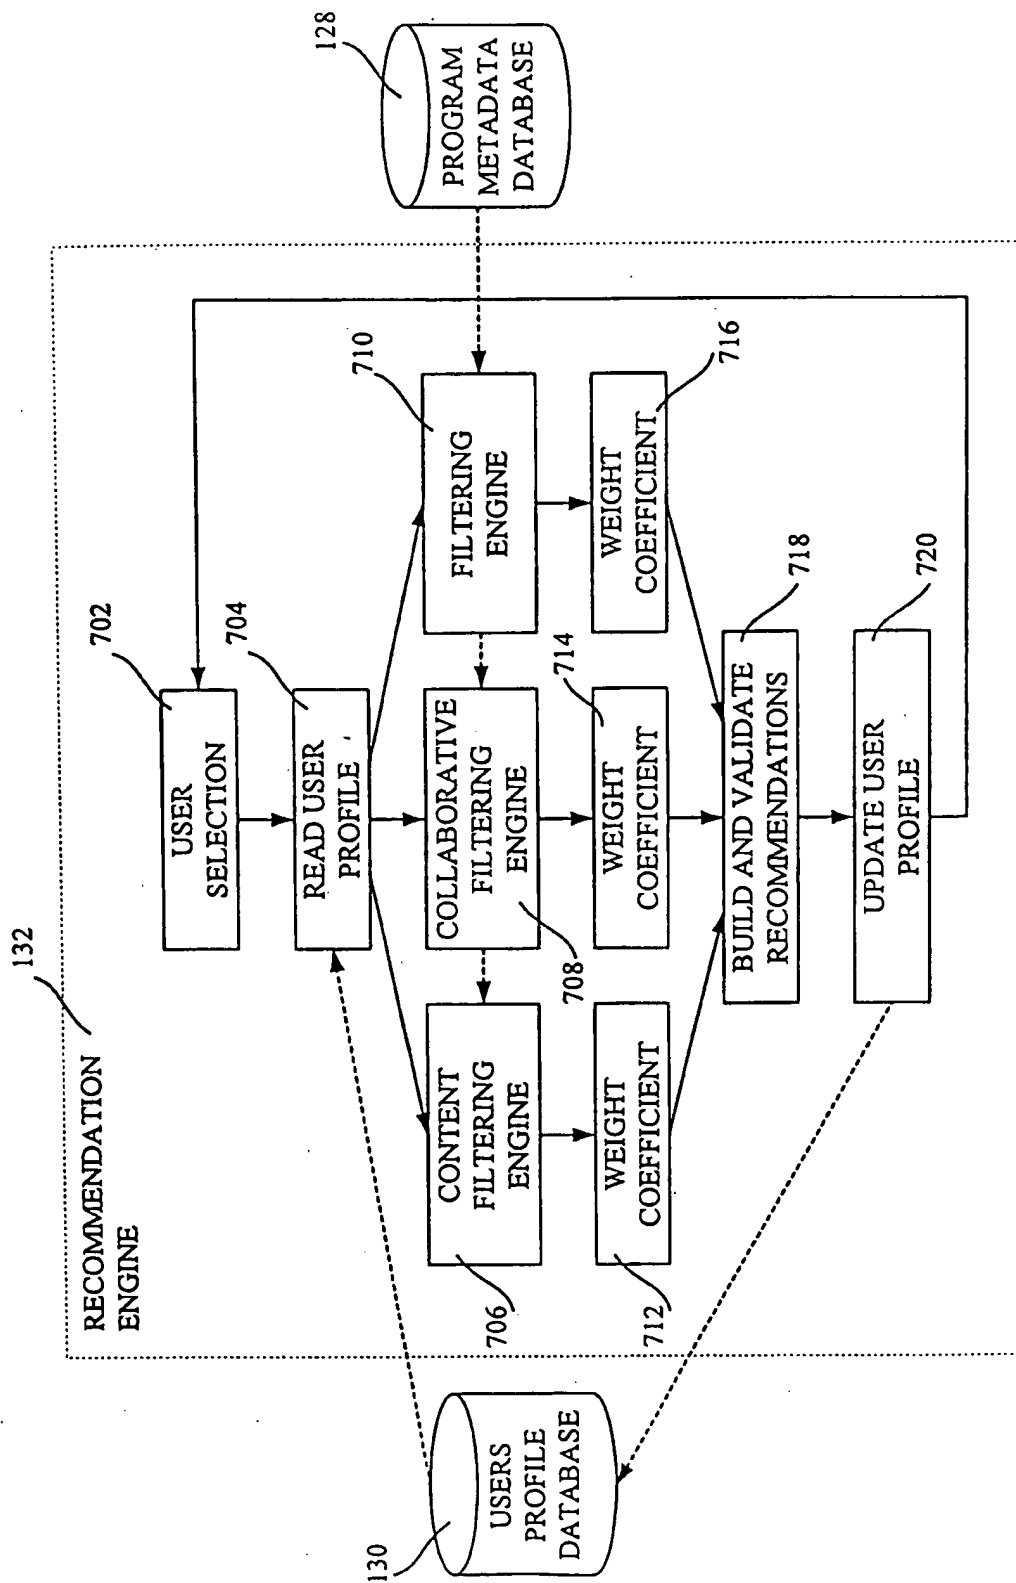 RECOMMENDATION
ENGINE
132
USER
SELECTION
702
READ USER
PROFILE
704
CONTENT
FILTERING
ENGINE
706
COLLABORATIVE
FILTERING
ENGINE
708
FILTERING
ENGINE
710
WEIGHT
COEFFICIENT
712
WEIGHT
COEFFICIENT
714
WEIGHT
COEFFICIENT
716
BUILD AND VALIDATE
RECOMMENDATIONS
718
UPDATE USER
PROFILE
720
USERS
PROFILE
DATABASE
130
PROGRAM
METADATA
DATABASE
128